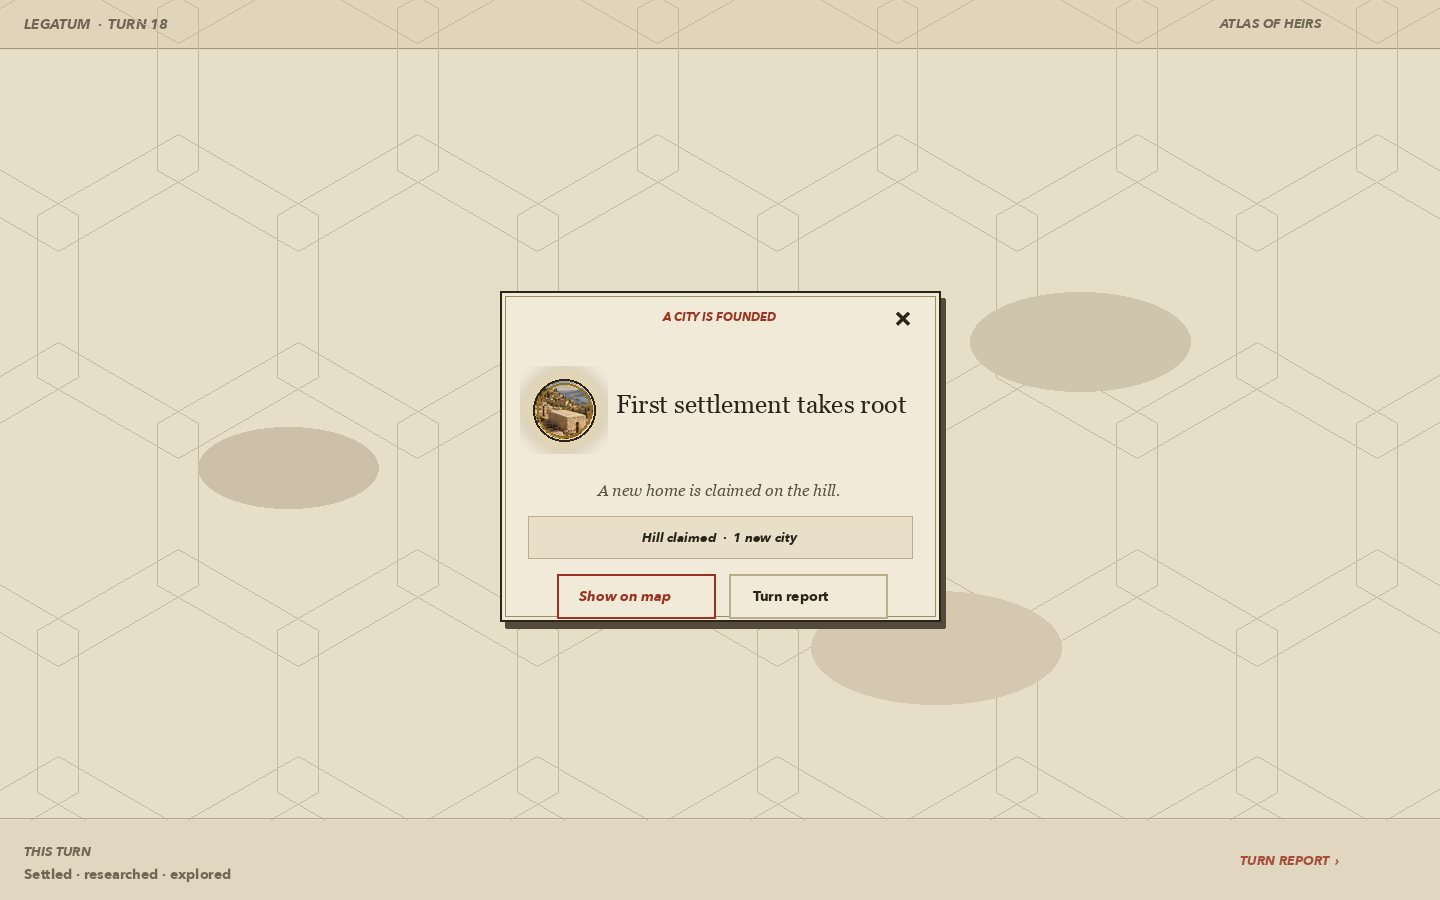 LEGATUM · TURN 18
ATLAS OF HEIRS
A CITY IS FOUNDED
First settlement takes root
A new home is claimed on the hill.
Hill claimed · 1 new city
Show on map
Turn report
THIS TURN
Settled · researched · explored
TURN REPORT ›